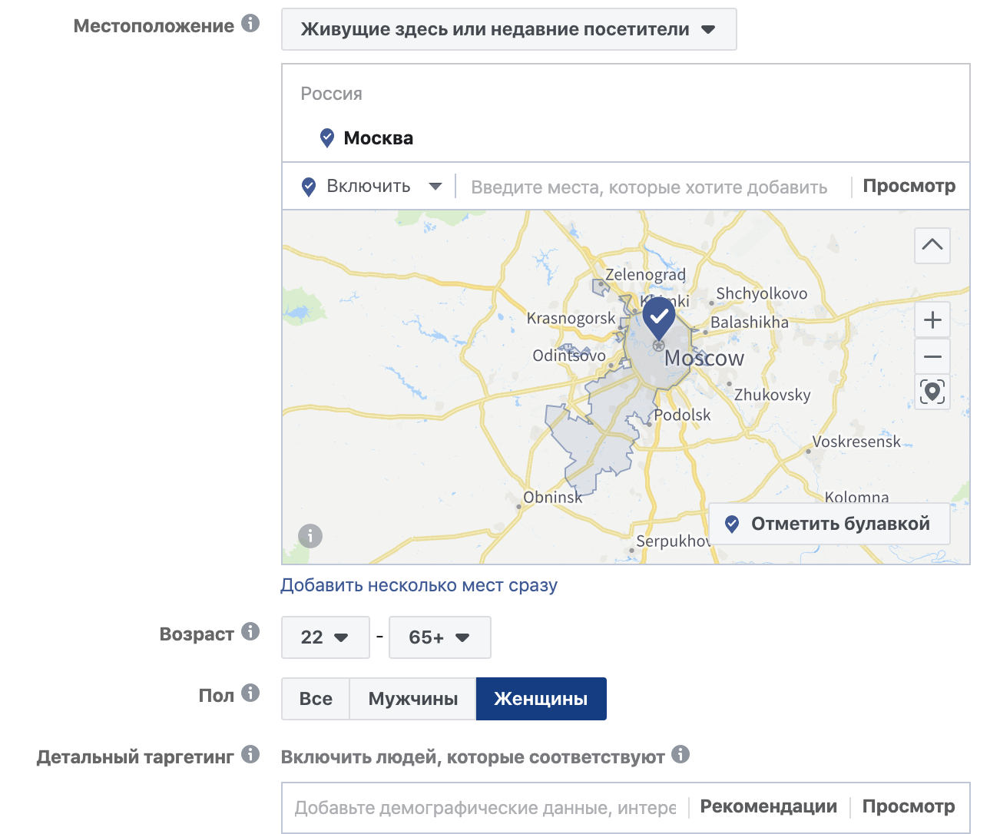 Местоположение
Живущие здесь или недавние посетители
Россия
Москва
Включить
Введите места, которые хотите добавить
Просмотр
Zelenograd
Khimki
Shchyolkovo
Krasnogorsk
Balashikha
Odintsovo
Moscow
Zhukovsky
Podolsk
Voskresensk
Obninsk
Kolomna
Отметить булавкой
Serpukhov
Добавить несколько мест сразу
Возраст
22 - 65+
Пол
Все Мужчины Женщины
Детальный таргетинг
Включить людей, которые соответствуют
Добавьте демографические данные, интере
Рекомендации
Просмотр